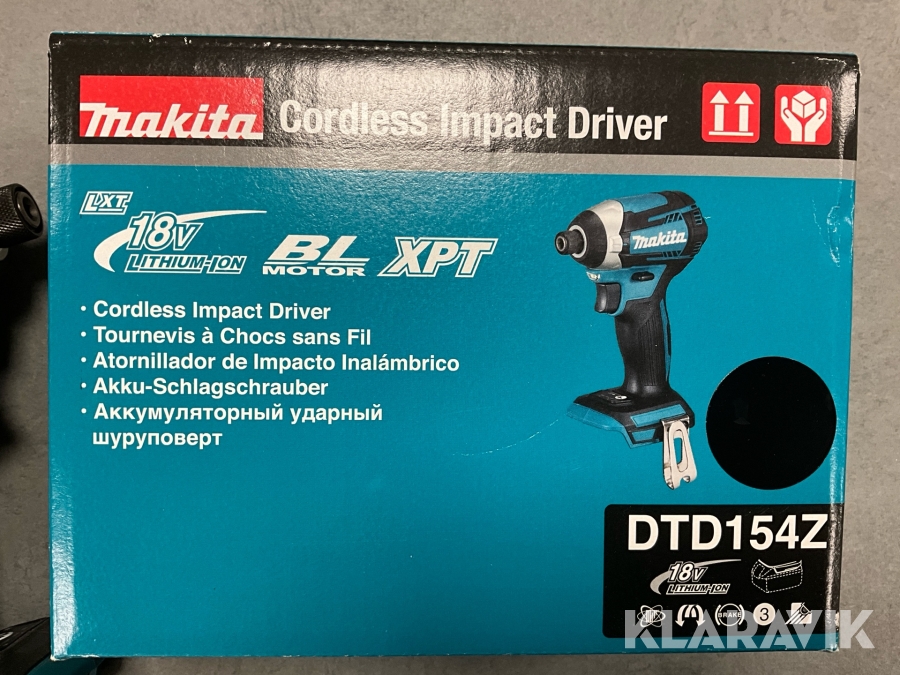 makita Cordless Impact Driver
LXT
18V
LITHIUM-ION
BL
MOTOR
XPT
makita
· Cordless Impact Driver
· Tournevis à Chocs sans Fil
· Atornillador de Impacto Inalámbrico
· Akku-Schlagschrauber
· Аккумуляторный ударный
шуруповерт
DTD154Z
18V
LITHIUM-ION
BRAKE
3
KLARAVIK